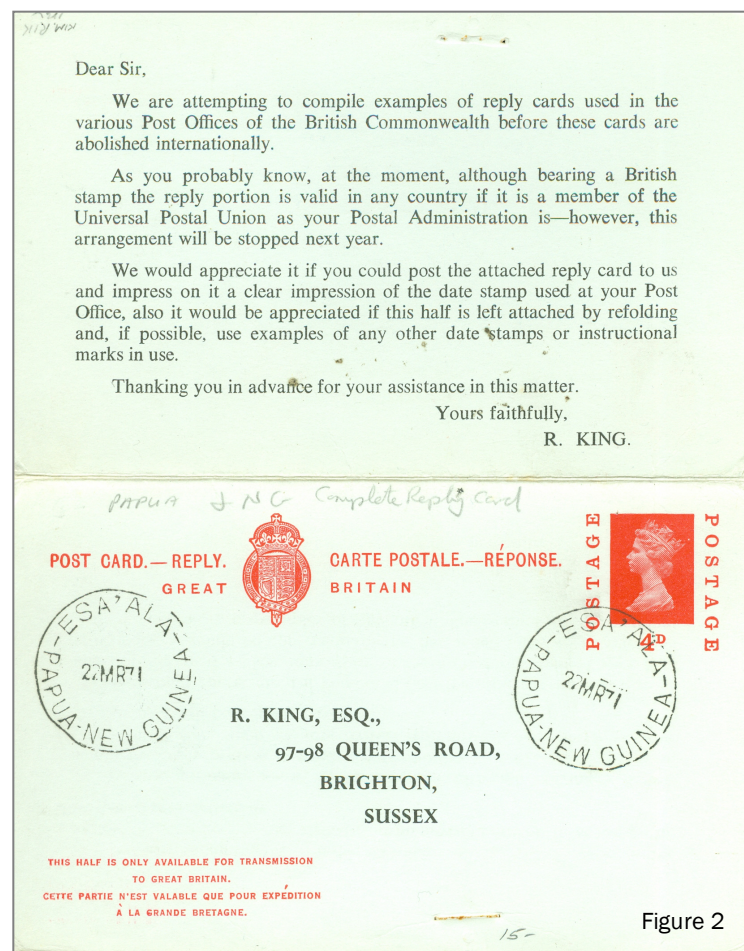 Dear Sir,
We are attempting to compile examples of reply cards used in the
various Post Offices of the British Commonwealth before these cards are
abolished internationally.
As you probably know, at the moment, although bearing a British
stamp the reply portion is valid in any country if it is a member of the
Universal Postal Union as your Postal Administration is—however, this
arrangement will be stopped next year.
We would appreciate it if you could post the attached reply card to us
and impress on it a clear impression of the date stamp used at your Post
Office, also it would be appreciated if this half is left attached by refolding
and, if possible, use examples of any other date stamps or instructional
marks in use.
Thanking you in advance for your assistance in this matter.
Yours faithfully,
R. KING.
PAPUA & N G Complete Reply Card
POST CARD.—REPLY. CARTE POSTALE.—RÉPONSE.
GREAT BRITAIN
POSTAGE
POSTAGE
4D
-ESA'ALA-
22MR71
PAPUA-NEW GUINEA
-ESA'ALA-
22MR71
PAPUA-NEW GUINEA
R. KING, ESQ.,
97-98 QUEEN'S ROAD,
BRIGHTON,
SUSSEX
THIS HALF IS ONLY AVAILABLE FOR TRANSMISSION
TO GREAT BRITAIN.
CETTE PARTIE N'EST VALABLE QUE POUR EXPÉDITION
À LA GRANDE BRETAGNE.
15-
Figure 2